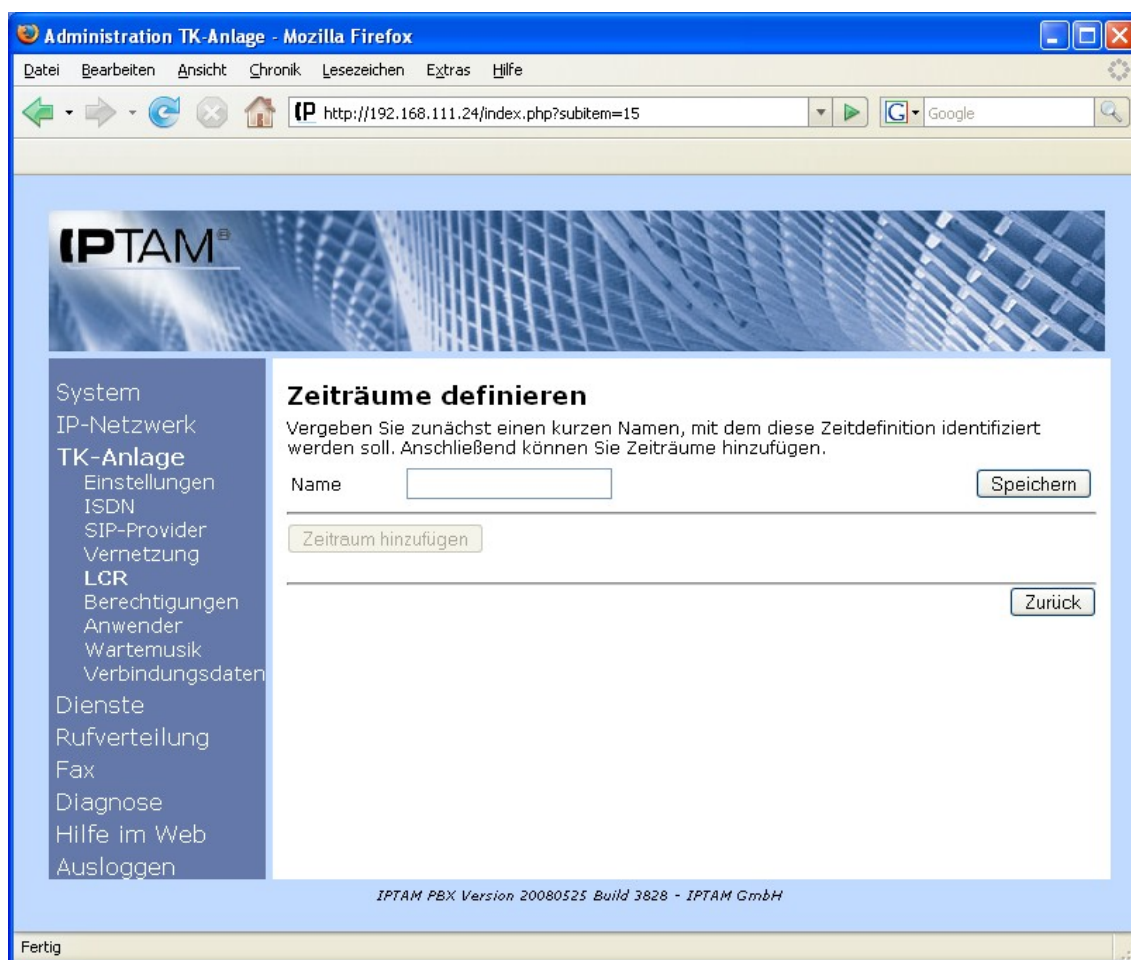 Administration TK-Anlage - Mozilla Firefox
Datei Bearbeiten Ansicht Chronik Lesezeichen Extras Hilfe
(P http://192.168.111.24/index.php?subitem=15
G Google
(PTAM®
System
IP-Netzwerk
TK-Anlage
Einstellungen
ISDN
SIP-Provider
Vernetzung
LCR
Berechtigungen
Anwender
Wartemusik
Verbindungsdaten
Dienste
Rufverteilung
Fax
Diagnose
Hilfe im Web
Ausloggen
Zeiträume definieren
Vergeben Sie zunächst einen kurzen Namen, mit dem diese Zeitdefinition identifiziert
werden soll. Anschließend können Sie Zeiträume hinzufügen.
Name
Speichern
Zeitraum hinzufügen
Zurück
IPTAM PBX Version 20080525 Build 3828 - IPTAM GmbH
Fertig